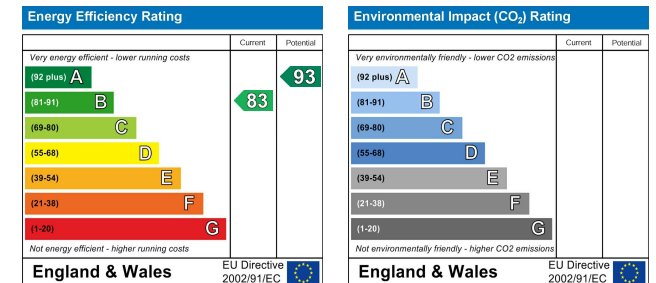 Energy Efficiency Rating
Current Potential
Very energy efficient - lower running costs
(92 plus) A
93
(81-91) B
83
(69-80) C
(55-68) D
(39-54) E
(21-38) F
(1-20) G
Not energy efficient - higher running costs
England & Wales
EU Directive
2002/91/EC
Environmental Impact (CO₂) Rating
Current Potential
Very environmentally friendly - lower CO2 emissions
(92 plus) A
(81-91) B
(69-80) C
(55-68) D
(39-54) E
(21-38) F
(1-20) G
Not environmentally friendly - higher CO2 emissions
England & Wales
EU Directive
2002/91/EC